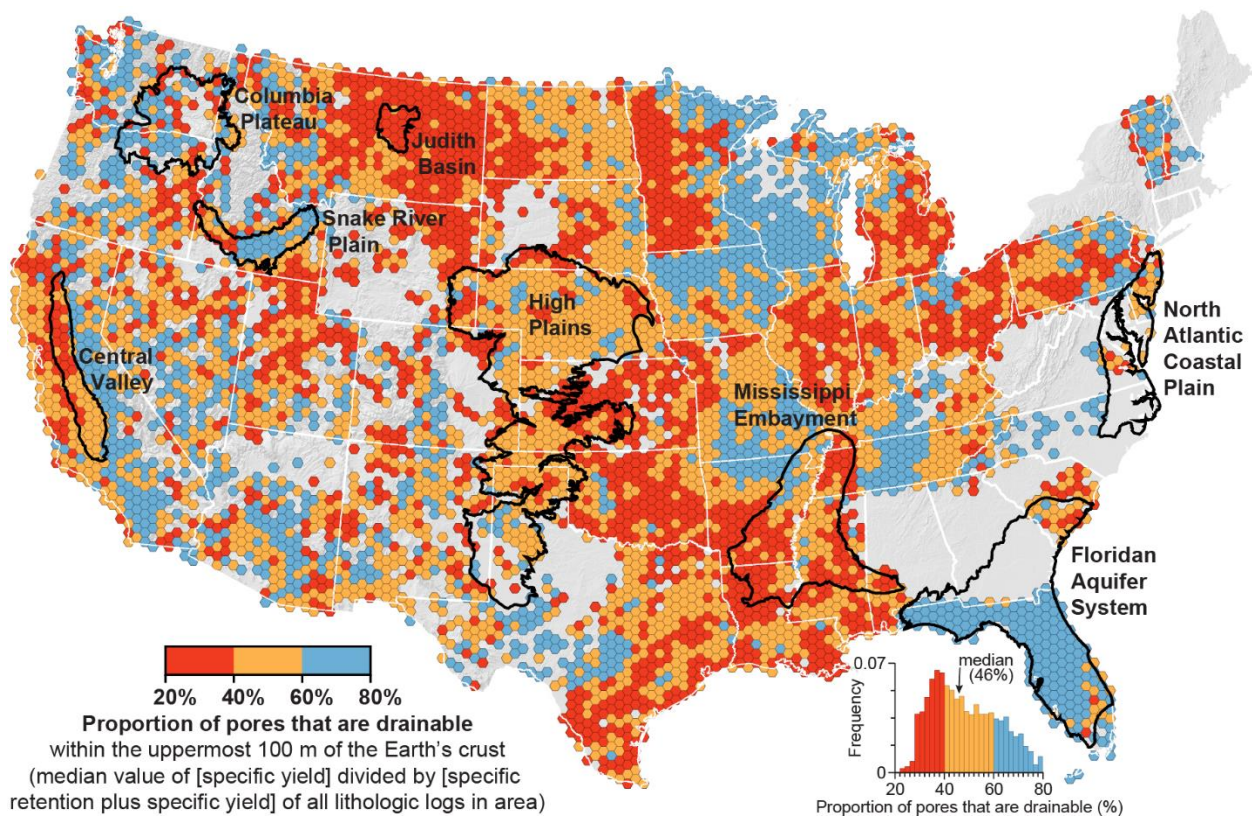 Columbia
Plateau
Judith
Basin
Snake River
Plain
High
Plains
Central
Valley
Mississippi
Embayment
North
Atlantic
Coastal
Plain
Floridan
Aquifer
System
20% 40% 60% 80%
Proportion of pores that are drainable
within the uppermost 100 m of the Earth's crust
(median value of [specific yield] divided by [specific
retention plus specific yield] of all lithologic logs in area)
0.07
median
(46%)
Frequency
0
20 40 60 80
Proportion of pores that are drainable (%)